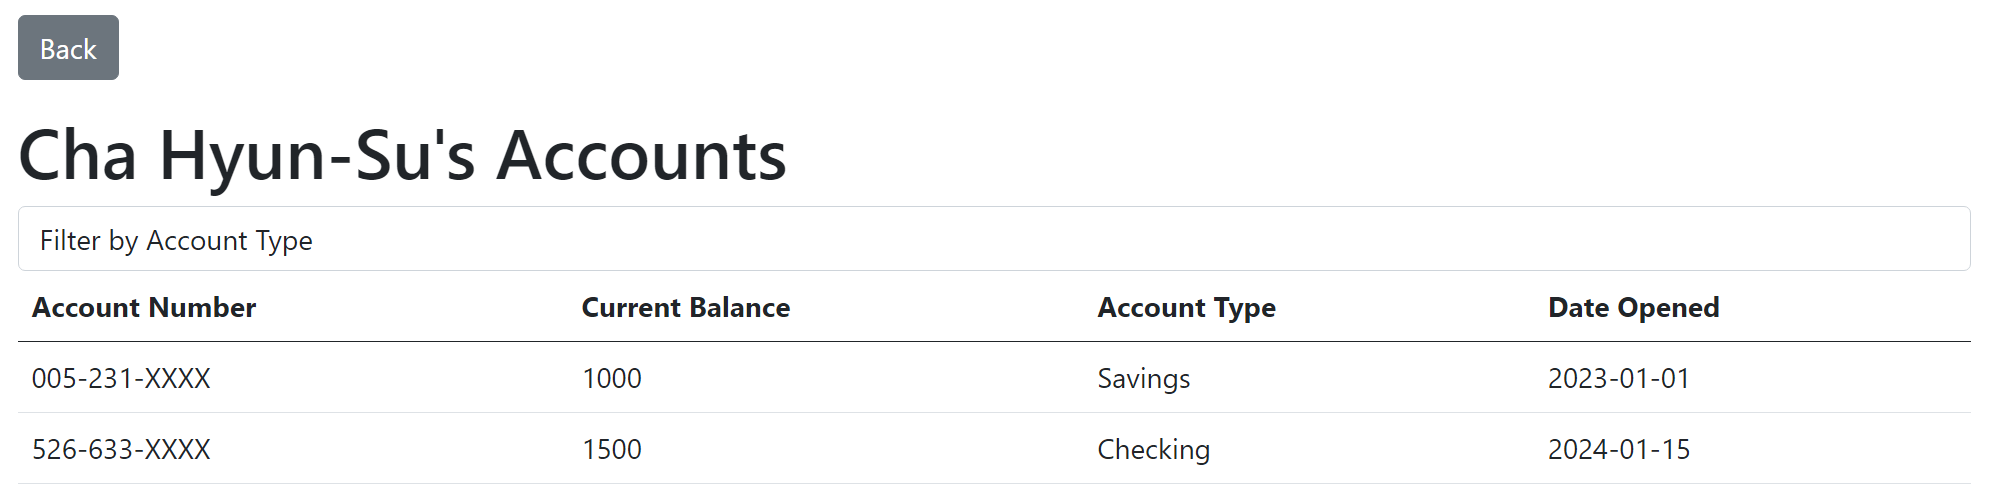 Back
Cha Hyun-Su's Accounts
Filter by Account Type
Account Number Current Balance Account Type Date Opened
005-231-XXXX 1000 Savings 2023-01-01
526-633-XXXX 1500 Checking 2024-01-15